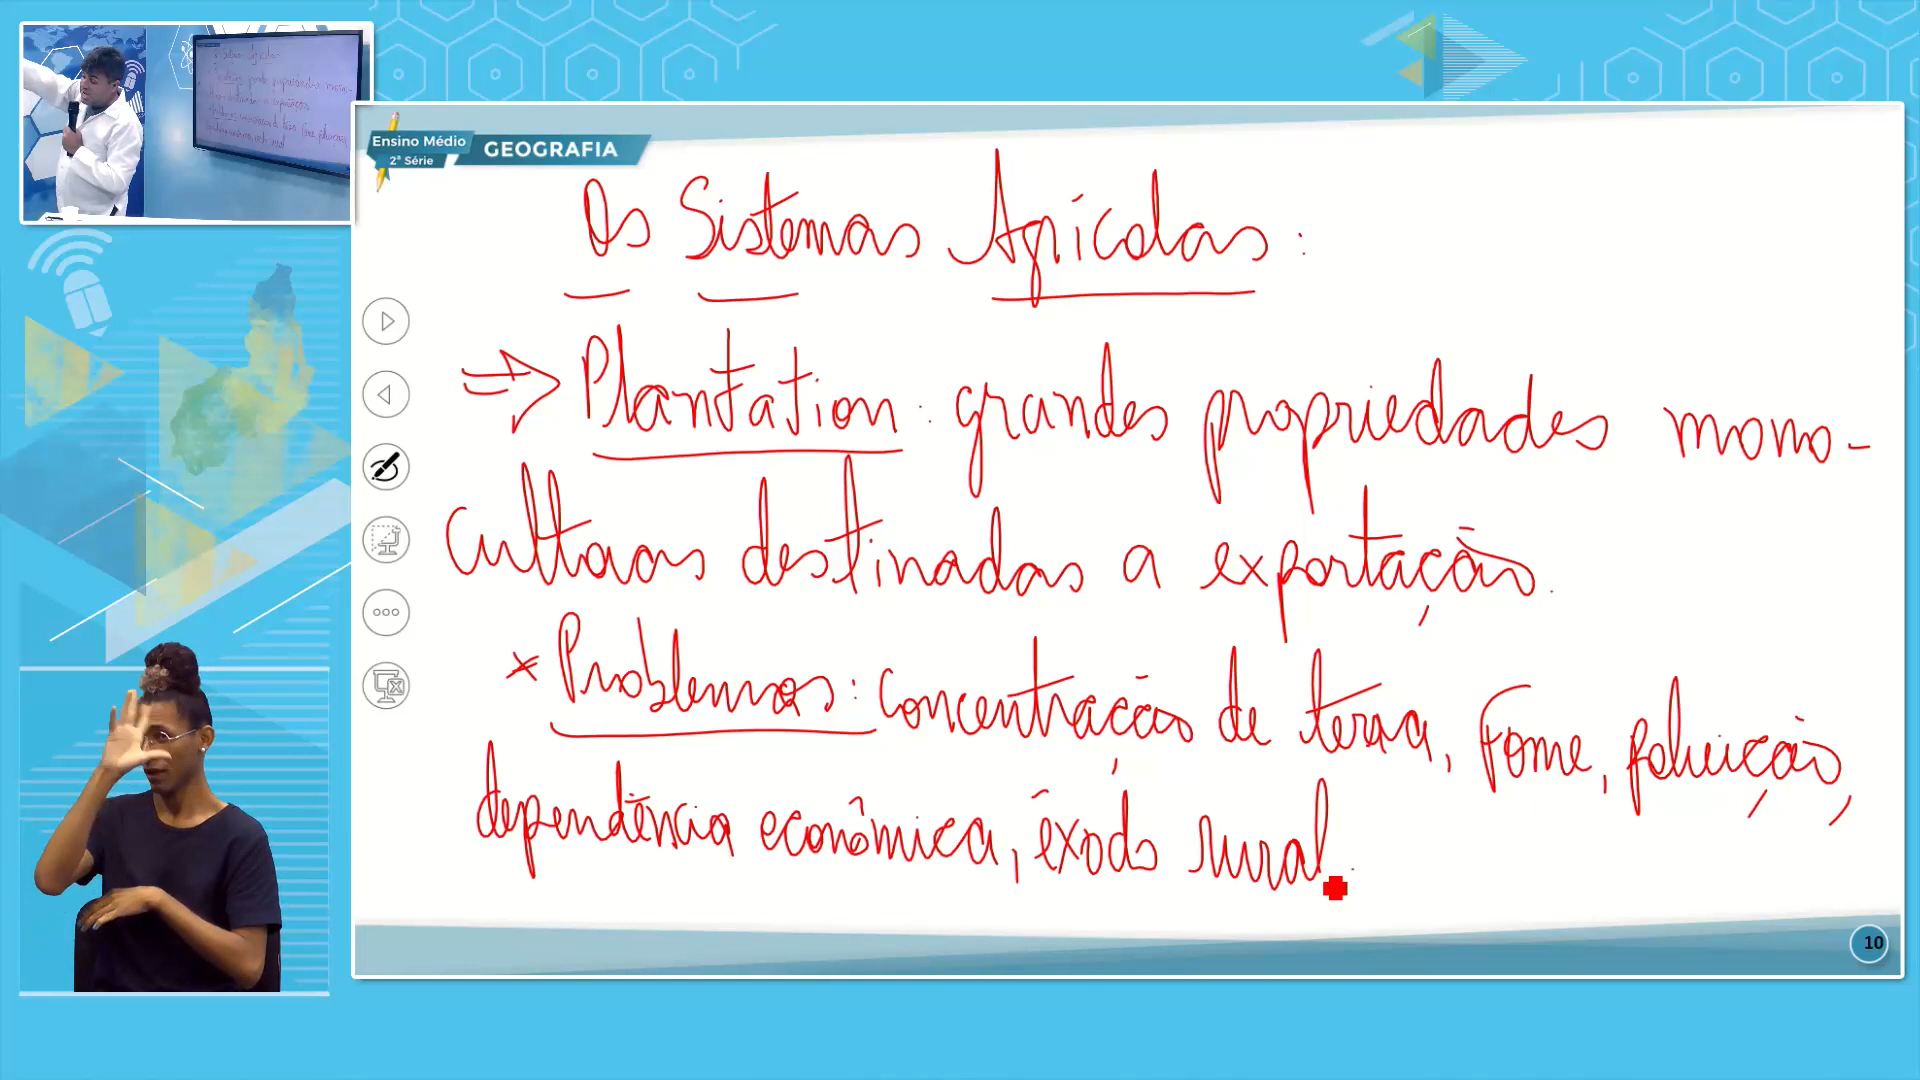 Ensino Médio
2ª Série
GEOGRAFIA
Os Sistemas Agrícolas:
⇒ Plantation: grandes propriedades mono-
cultoras destinadas a exportação.
* Problemas: concentração de terra, Fome, poluição,
dependência econômica, êxodo rural.
10